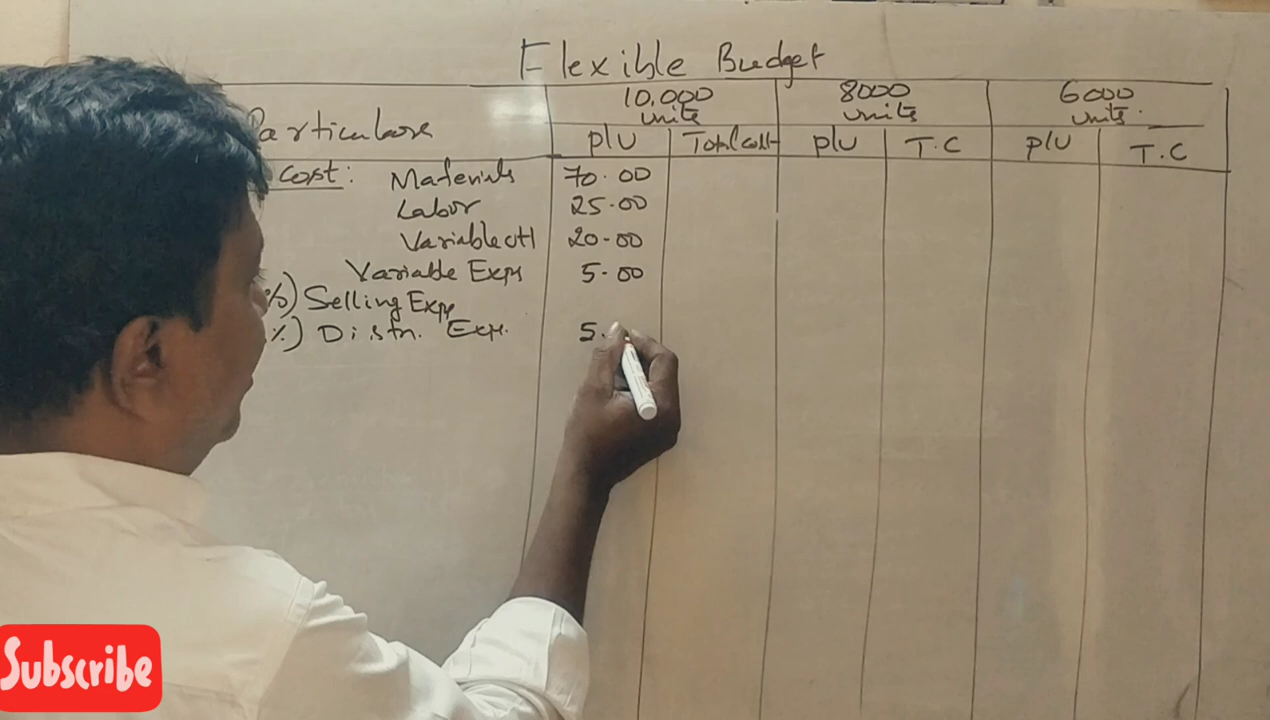 Flexible Budget
Particulars 10,000 units 8000 units 6000 units.
P/U Total Cost P/U T.C P/U T.C
Cost: Materials 70.00
Labor 25.00
Variable OH 20.00
Variable Exps 5.00
%) Selling Exp
%) Distn. Exp. 5.
Subscribe